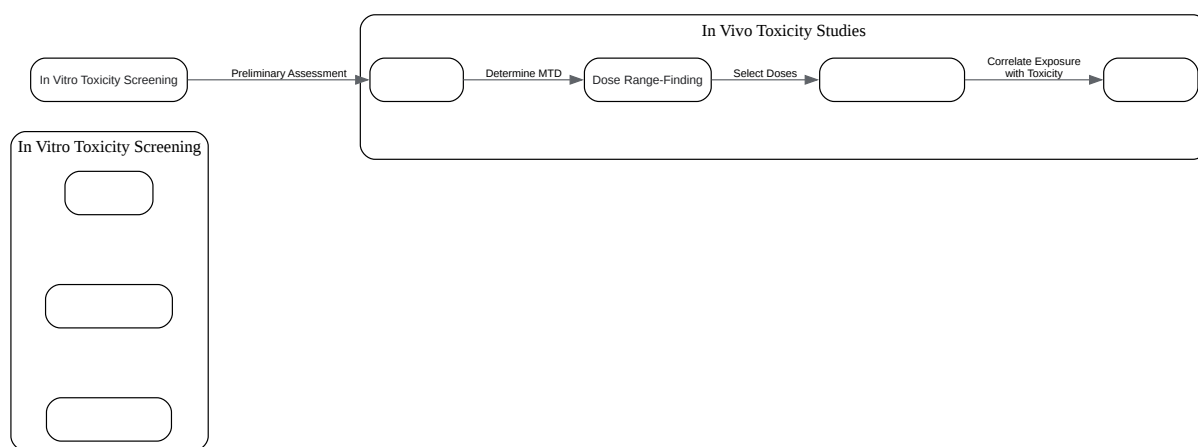 In Vivo Toxicity Studies
In Vitro Toxicity Screening
Preliminary Assessment
Determine MTD
Dose Range-Finding
Select Doses
Correlate Exposure
with Toxicity
In Vitro Toxicity Screening